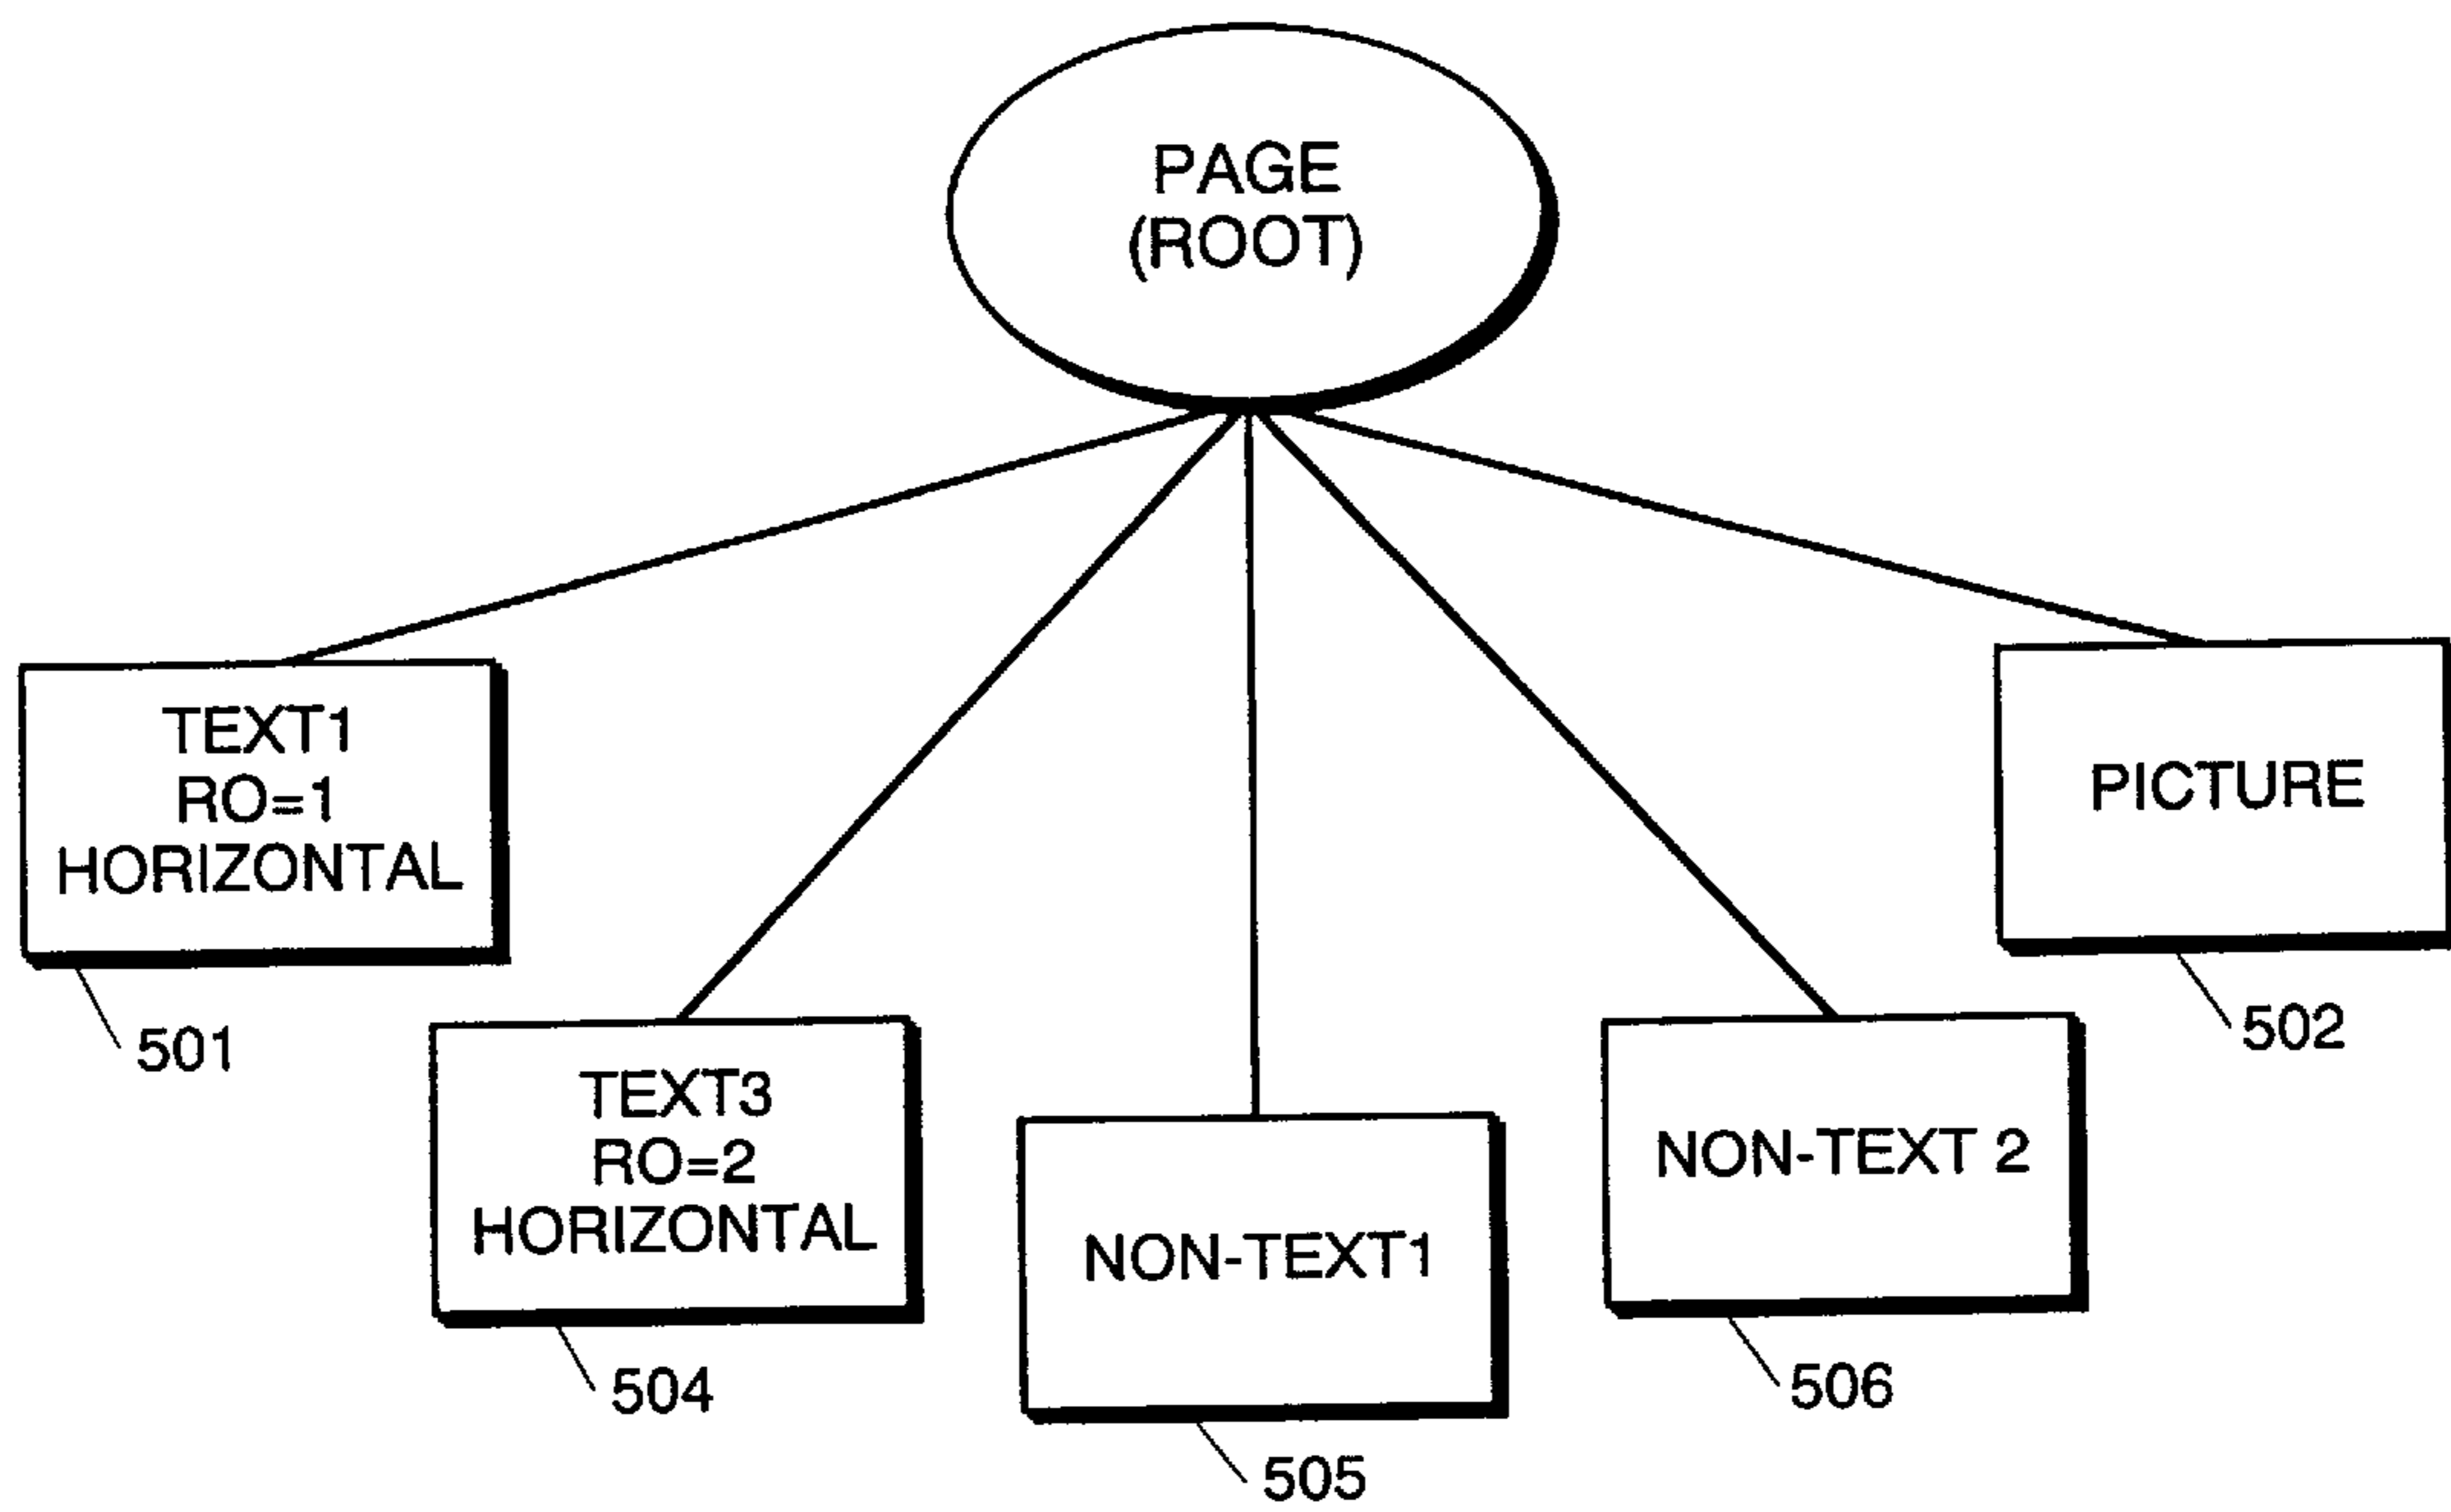 PAGE
(ROOT)
TEXT1
RO=1
HORIZONTAL
501
TEXT3
RO=2
HORIZONTAL
504
NON-TEXT1
505
NON-TEXT 2
506
PICTURE
502